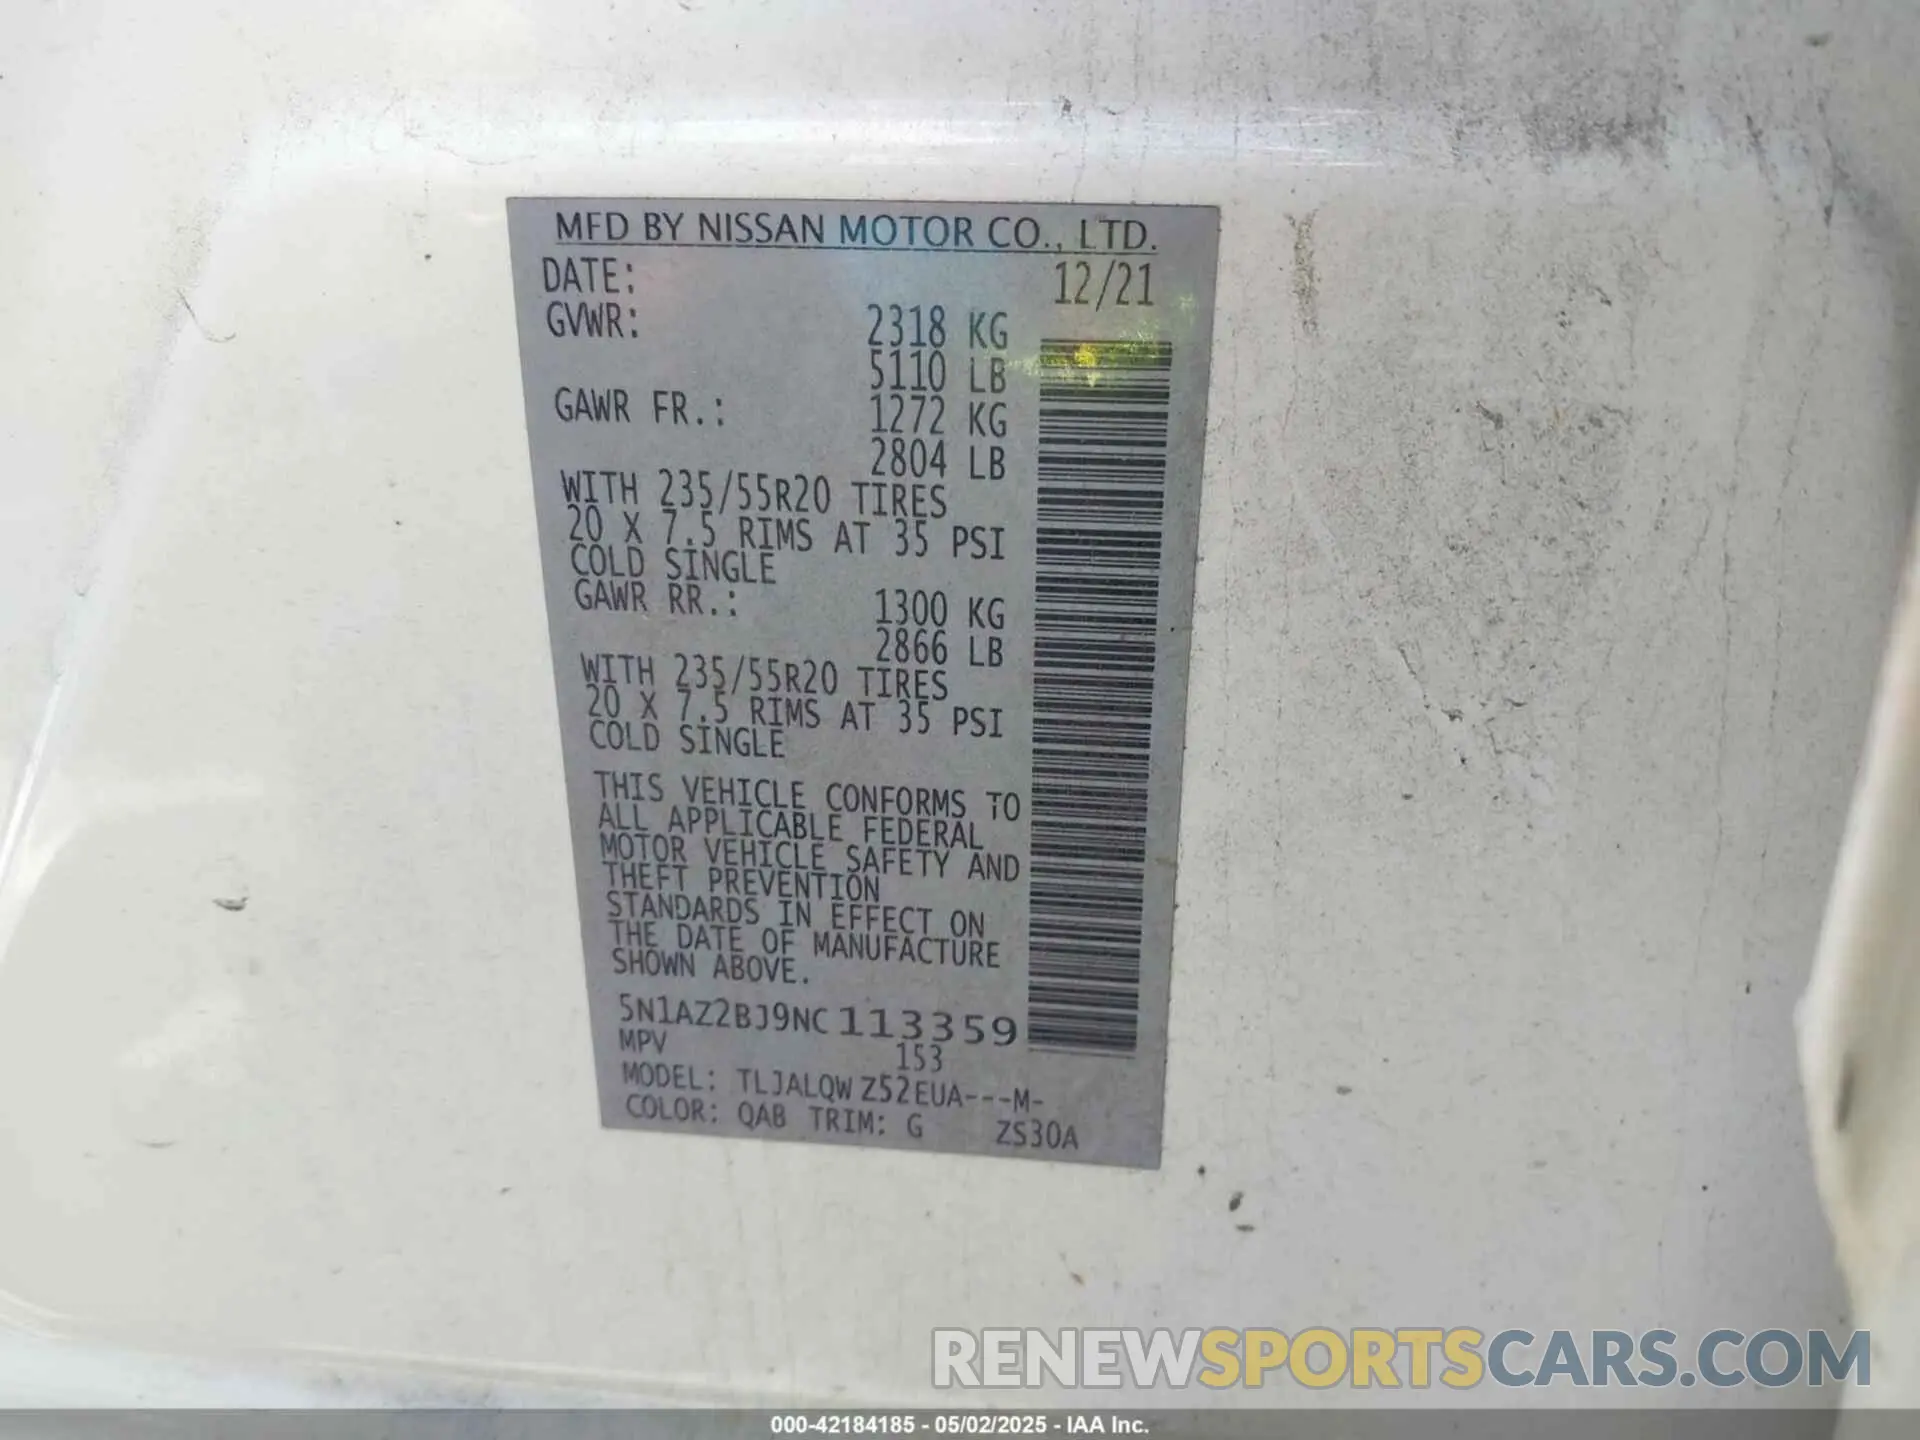 MFD BY NISSAN MOTOR CO., LTD.
DATE: 12/21
GVWR: 2318 KG
5110 LB
GAWR FR.: 1272 KG
2804 LB
WITH 235/55R20 TIRES
20 X 7.5 RIMS AT 35 PSI
COLD SINGLE
GAWR RR.: 1300 KG
2866 LB
WITH 235/55R20 TIRES
20 X 7.5 RIMS AT 35 PSI
COLD SINGLE
THIS VEHICLE CONFORMS TO
ALL APPLICABLE FEDERAL
MOTOR VEHICLE SAFETY AND
THEFT PREVENTION
STANDARDS IN EFFECT ON
THE DATE OF MANUFACTURE
SHOWN ABOVE.
5N1AZ2BJ9NC113359
MPV 153
MODEL: TLJALQWZ52EUA---M-
COLOR: QAB TRIM: G ZS30A
RENEWSPORTSCARS.COM
000-42184185 - 05/02/2025 - IAA Inc.